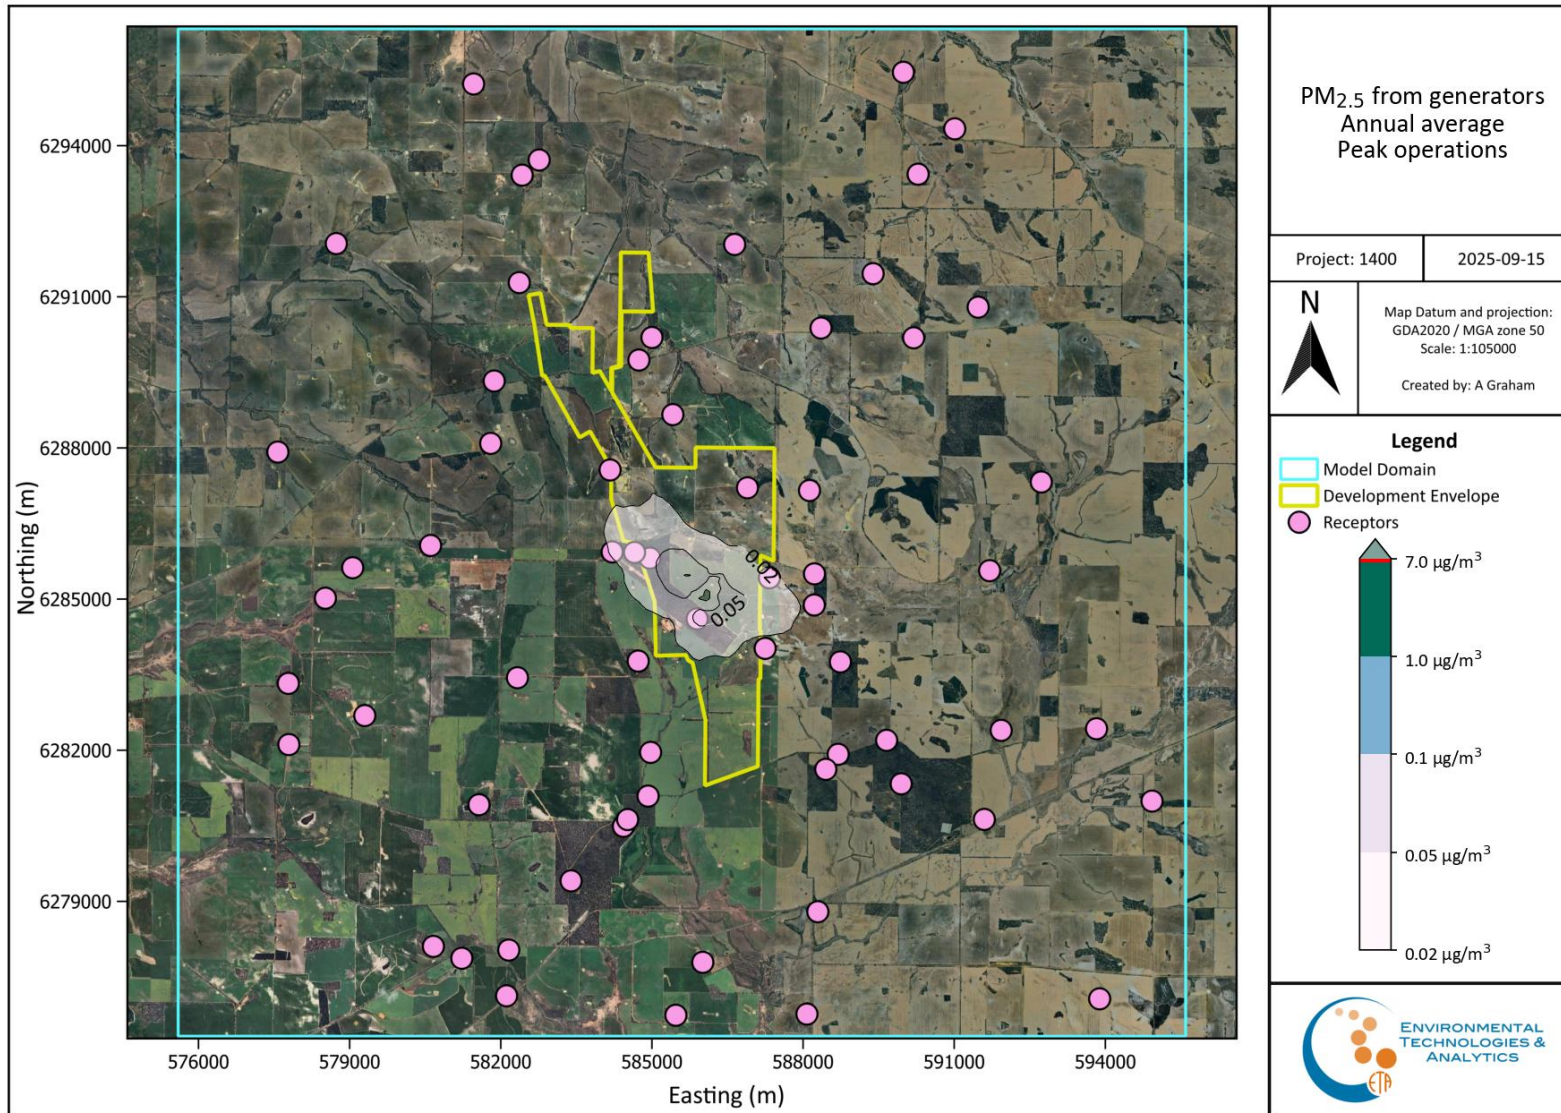 PM2.5 from generators
Annual average
Peak operations
Project: 1400
2025-09-15
N
Map Datum and projection:
GDA2020 / MGA zone 50
Scale: 1:105000
Created by: A Graham
Legend
Model Domain
Development Envelope
Receptors
7.0 µg/m3
1.0 µg/m3
0.1 µg/m3
0.05 µg/m3
0.02 µg/m3
ENVIRONMENTAL
TECHNOLOGIES &
ANALYTICS
ETA
Northing (m)
6294000
6291000
6288000
6285000
6282000
6279000
0.02
0.05
576000
579000
582000
585000
588000
591000
594000
Easting (m)